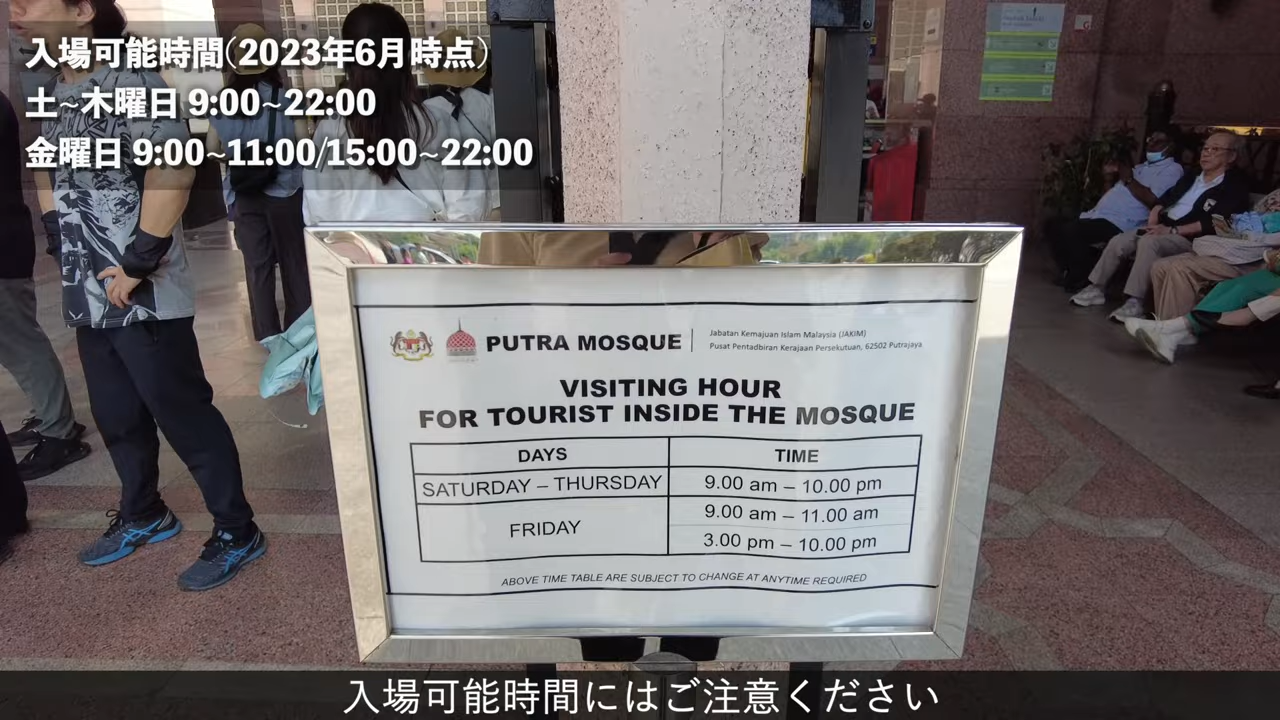 入場可能時間(2023年6月時点)
土~木曜日 9:00~22:00
金曜日 9:00~11:00/15:00~22:00
PUTRA MOSQUE
Jabatan Kemajuan Islam Malaysia (JAKIM)
Pusat Pentadbiran Kerajaan Persekutuan, 62502 Putrajaya
VISITING HOUR
FOR TOURIST INSIDE THE MOSQUE
DAYS TIME
SATURDAY – THURSDAY 9.00 am – 10.00 pm
FRIDAY 9.00 am – 11.00 am
3.00 pm – 10.00 pm
ABOVE TIME TABLE ARE SUBJECT TO CHANGE AT ANYTIME REQUIRED
入場可能時間にはご注意ください